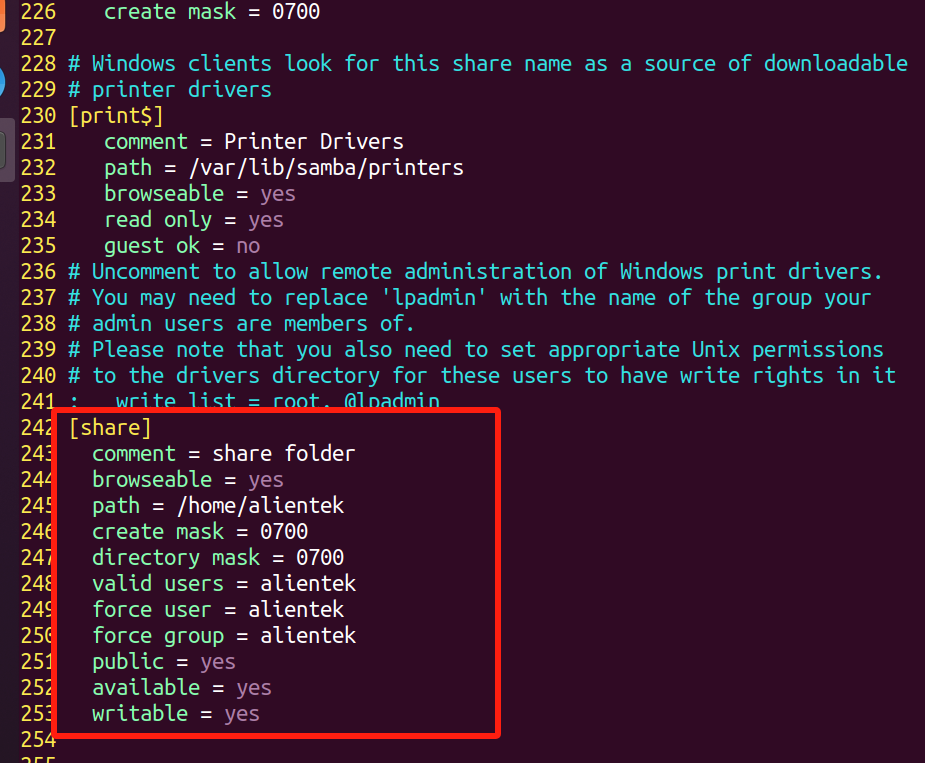 226    create mask = 0700
227
228 # Windows clients look for this share name as a source of downloadable
229 # printer drivers
230 [print$]
231    comment = Printer Drivers
232    path = /var/lib/samba/printers
233    browseable = yes
234    read only = yes
235    guest ok = no
236 # Uncomment to allow remote administration of Windows print drivers.
237 # You may need to replace 'lpadmin' with the name of the group your
238 # admin users are members of.
239 # Please note that you also need to set appropriate Unix permissions
240 # to the drivers directory for these users to have write rights in it
241 ;   write list = root, @lpadmin
242 [share]
243   comment = share folder
244   browseable = yes
245   path = /home/alientek
246   create mask = 0700
247   directory mask = 0700
248   valid users = alientek
249   force user = alientek
250   force group = alientek
251   public = yes
252   available = yes
253   writable = yes
254
255